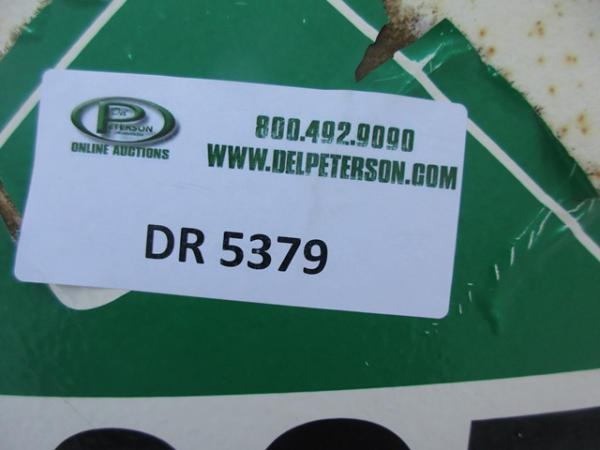 Del
PETERSON
ONLINE AUCTIONS
800.492.9090
WWW.DELPETERSON.COM
DR 5379